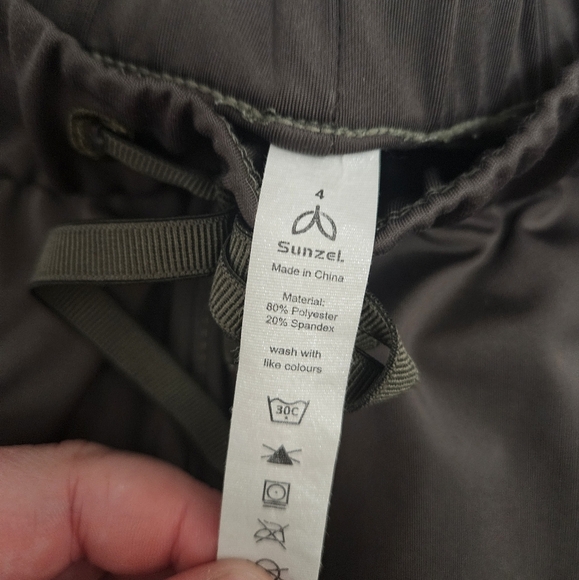 4
Sunzel
Made in China
Material:
80% Polyester
20% Spandex
wash with
like colours
30C